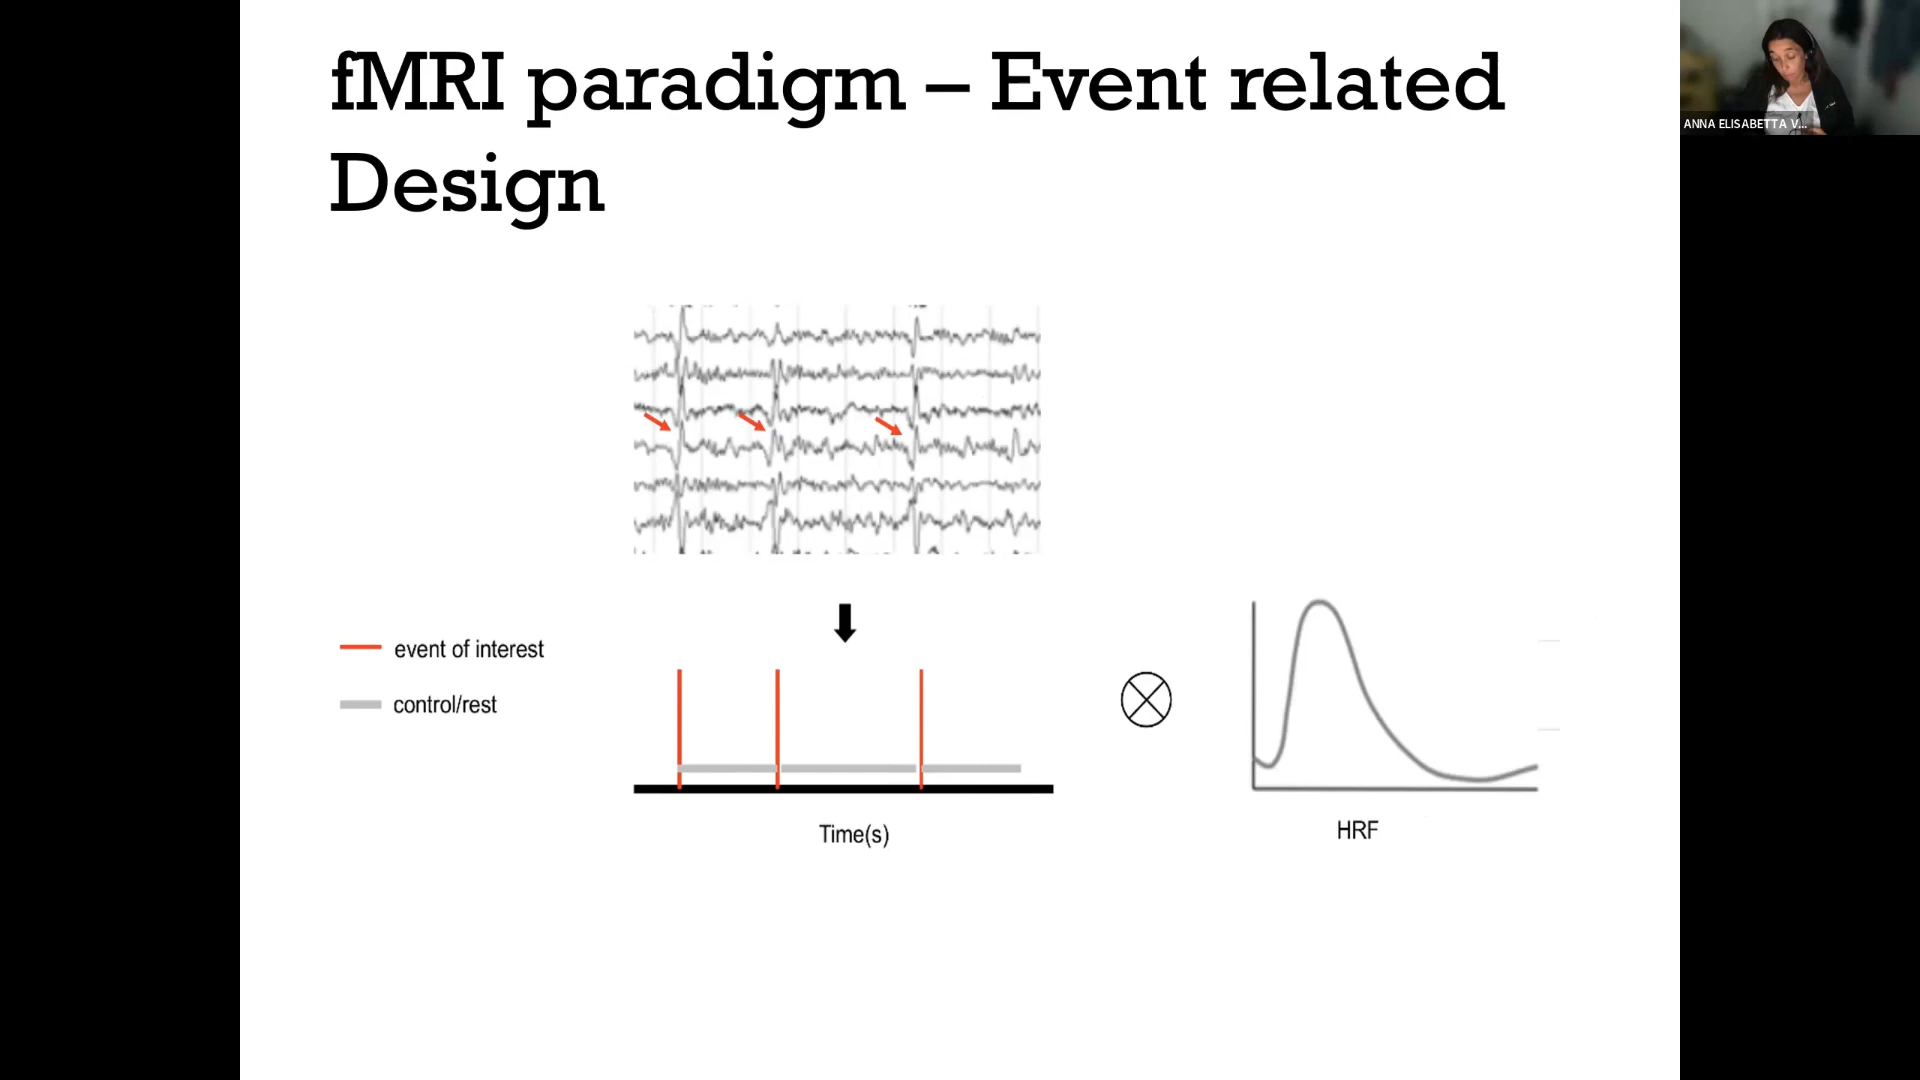 fMRI paradigm – Event related
Design
ANNA ELISABETTA V...
event of interest
control/rest
Time(s)
HRF